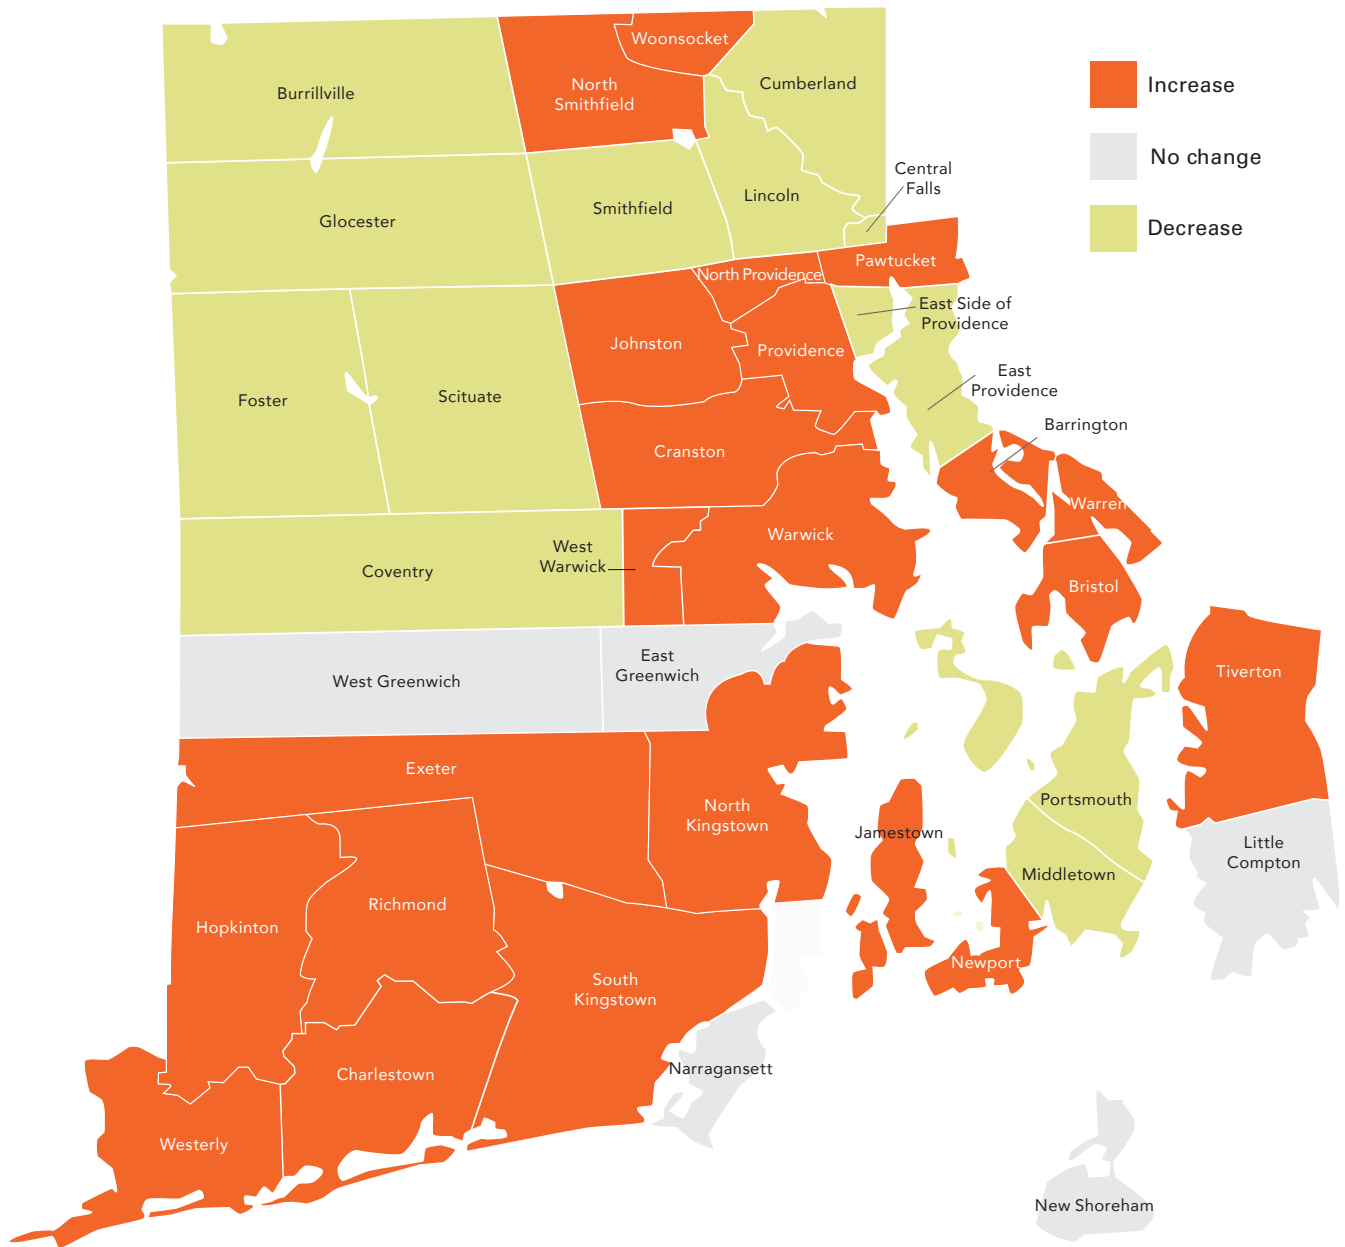 Woonsocket
Increase
North
Smithfield
Cumberland
Burrillville
No change
Central
Falls
Lincoln
Smithfield
Glocester
Decrease
Pawtucket
North Providence
East Side of
Providence
Johnston
Providence
East
Providence
Scituate
Foster
Barrington
Cranston
Warren
Warwick
West
Warwick
Coventry
Bristol
East
Greenwich
West Greenwich
Tiverton
Exeter
Portsmouth
North
Kingstown
Jamestown
Little
Compton
Middletown
Richmond
Hopkinton
Newport
South
Kingstown
Narragansett
Charlestown
Westerly
New Shoreham